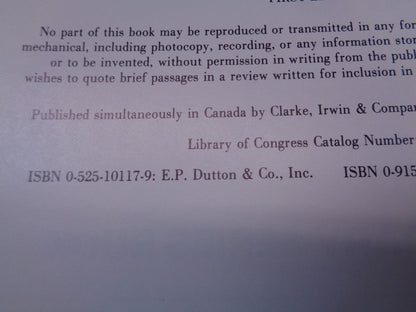 No part of this book may be reproduced or transmitted in any for
mechanical, including photocopy, recording, or any information stor
or to be invented, without permission in writing from the publ
wishes to quote brief passages in a review written for inclusion in
Published simultaneously in Canada by Clarke, Irwin & Compa
Library of Congress Catalog Number
ISBN 0-525-10117-9: E.P. Dutton & Co., Inc. ISBN 0-915